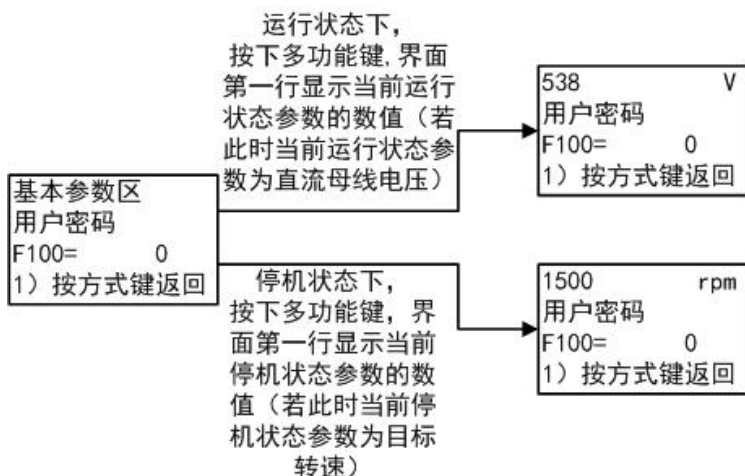 运行状态下，
按下多功能键,界面
第一行显示当前运行
状态参数的数值（若
此时当前运行状态参
数为直流母线电压）
538 V
用户密码
F100= 0
1）按方式键返回
基本参数区
用户密码
F100= 0
1）按方式键返回
停机状态下，
按下多功能键，界
面第一行显示当前
停机状态参数的数
值（若此时当前停
机状态参数为目标
转速）
1500 rpm
用户密码
F100= 0
1）按方式键返回